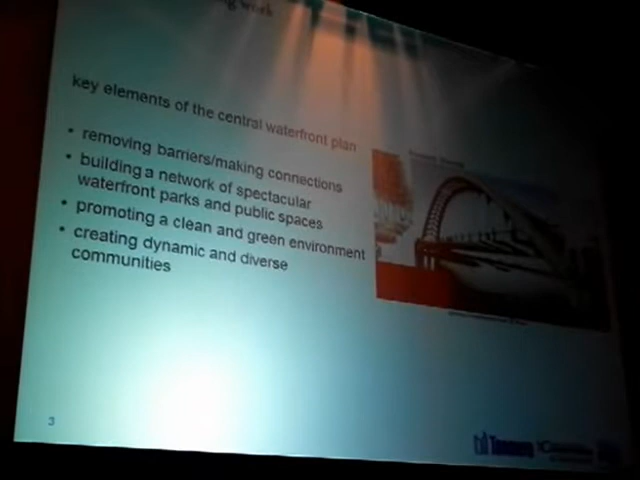 key elements of the central waterfront plan
• removing barriers/making connections
• building a network of spectacular
waterfront parks and public spaces
• promoting a clean and green environment
• creating dynamic and diverse
communities
3